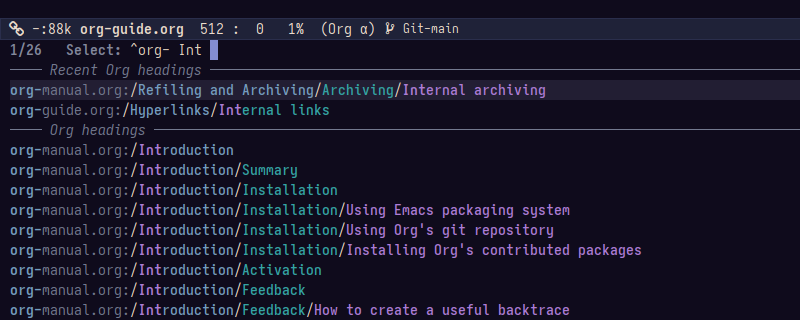 -:88k org-guide.org 512 : 0 1% (Org α) Git-main
1/26 Select: ^org- Int
Recent Org headings
org-manual.org:/Refiling and Archiving/Archiving/Internal archiving
org-guide.org:/Hyperlinks/Internal links
Org headings
org-manual.org:/Introduction
org-manual.org:/Introduction/Summary
org-manual.org:/Introduction/Installation
org-manual.org:/Introduction/Installation/Using Emacs packaging system
org-manual.org:/Introduction/Installation/Using Org's git repository
org-manual.org:/Introduction/Installation/Installing Org's contributed packages
org-manual.org:/Introduction/Activation
org-manual.org:/Introduction/Feedback
org-manual.org:/Introduction/Feedback/How to create a useful backtrace